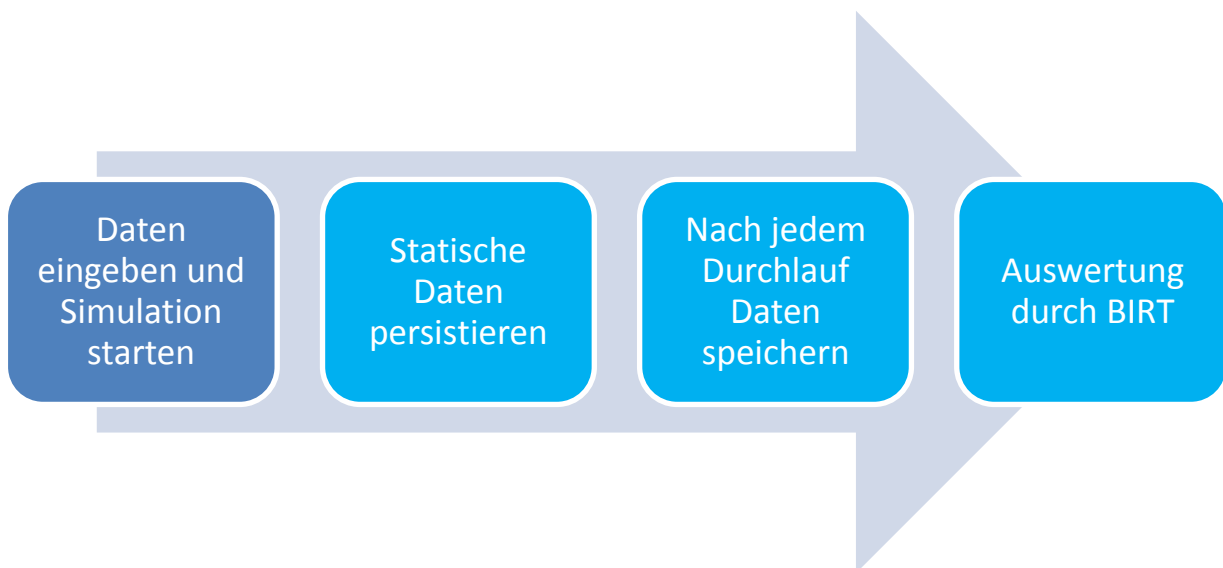 Daten
eingeben und
Simulation
starten
Statische
Daten
persistieren
Nach jedem
Durchlauf
Daten
speichern
Auswertung
durch BIRT